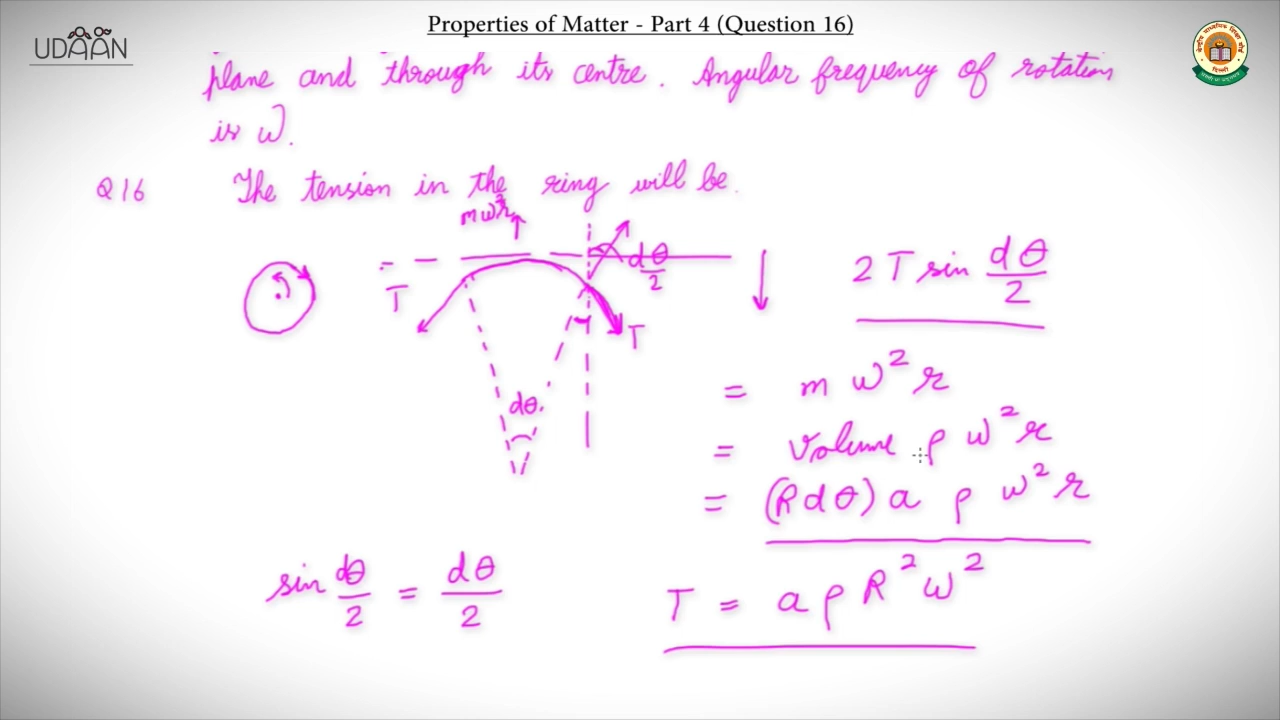 Properties of Matter - Part 4 (Question 16)
UDAAN
plane and through its centre. Angular frequency of rotation
is ω.
Q16 The tension in the ring will be.
mω²r
dθ/2
T
T
dθ.
2T sin dθ/2
= m ω² r
= Volume ρ ω² r
= (R dθ) a ρ ω² r
sin dθ/2 = dθ/2
T = a ρ R² ω²